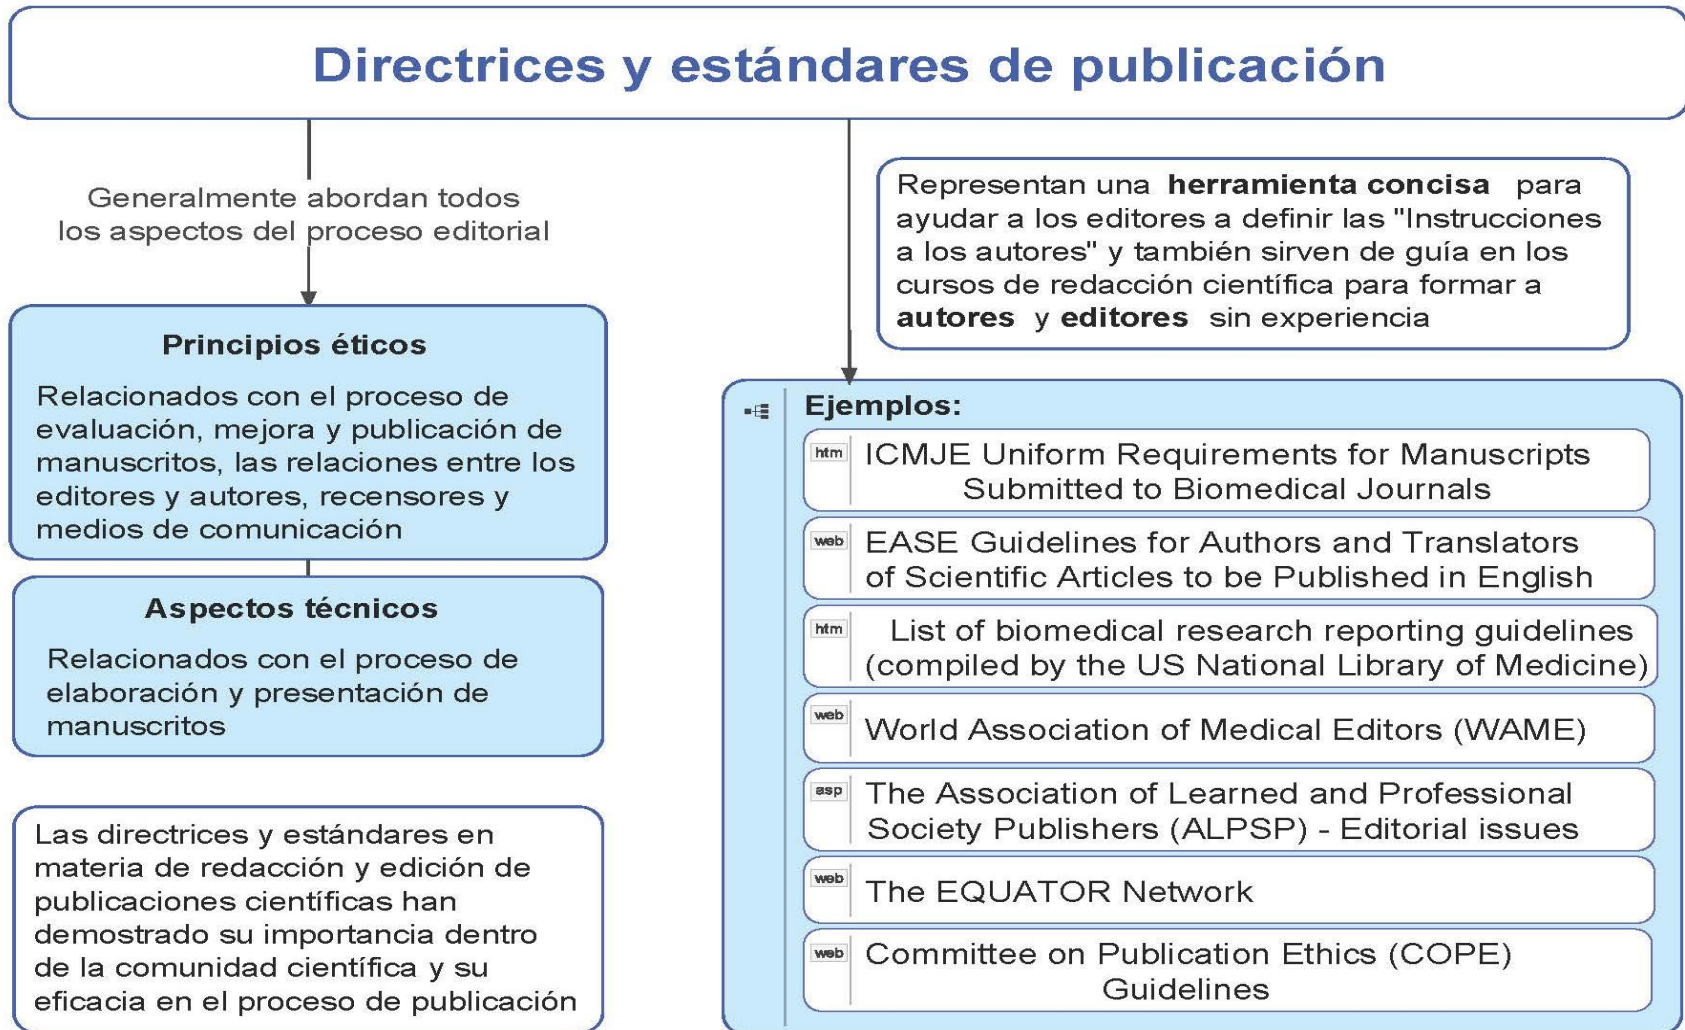 Directrices y estándares de publicación
Generalmente abordan todos
los aspectos del proceso editorial
Principios éticos
Relacionados con el proceso de
evaluación, mejora y publicación de
manuscritos, las relaciones entre los
editores y autores, recensores y
medios de comunicación
Aspectos técnicos
Relacionados con el proceso de
elaboración y presentación de
manuscritos
Las directrices y estándares en
materia de redacción y edición de
publicaciones científicas han
demostrado su importancia dentro
de la comunidad científica y su
eficacia en el proceso de publicación
Representan una herramienta concisa para
ayudar a los editores a definir las "Instrucciones
a los autores" y también sirven de guía en los
cursos de redacción científica para formar a
autores y editores sin experiencia
Ejemplos:
htm ICMJE Uniform Requirements for Manuscripts
Submitted to Biomedical Journals
web EASE Guidelines for Authors and Translators
of Scientific Articles to be Published in English
htm List of biomedical research reporting guidelines
(compiled by the US National Library of Medicine)
web World Association of Medical Editors (WAME)
asp The Association of Learned and Professional
Society Publishers (ALPSP) - Editorial issues
web The EQUATOR Network
web Committee on Publication Ethics (COPE)
Guidelines